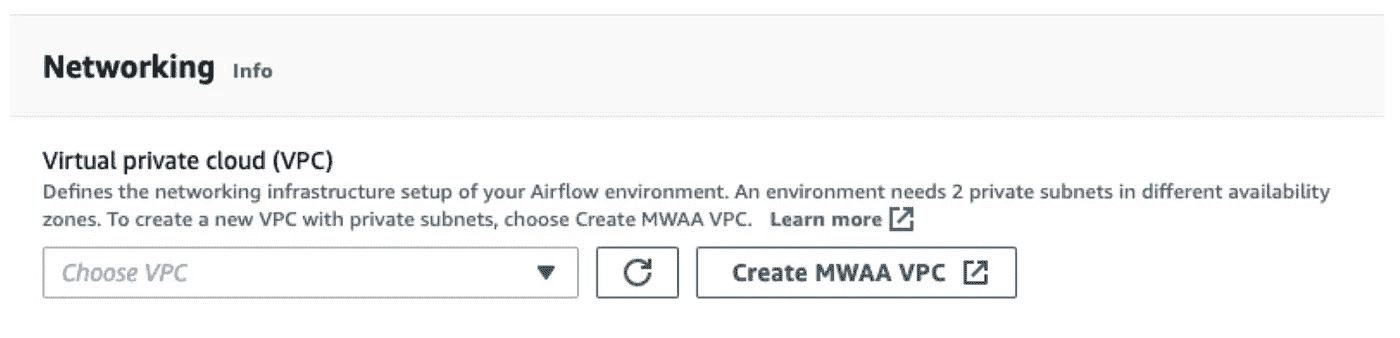 Networking Info
Virtual private cloud (VPC)
Defines the networking infrastructure setup of your Airflow environment. An environment needs 2 private subnets in different availability
zones. To create a new VPC with private subnets, choose Create MWAA VPC. Learn more
Choose VPC Create MWAA VPC